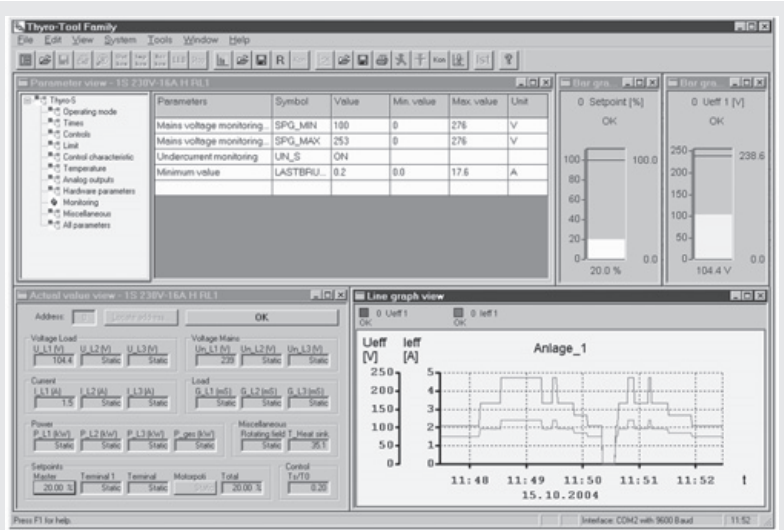 Thyro-Tool Family
File Edit View System Tools Window Help
Parameter view - 1S 230V-16A H RL1
Thyro-S
Operating mode
Times
Controls
Limit
Control characteristic
Temperature
Analog outputs
Hardware parameters
Monitoring
Miscellaneous
All parameters
Parameters Symbol Value Min. value Max. value Unit
Mains voltage monitoring... SPG_MIN 100 0 276 V
Mains voltage monitoring... SPG_MAX 253 0 276 V
Undercurrent monitoring UN_S ON
Minimum value LASTBRU... 0.2 0.0 17.6 A
Bar gra...
0 Setpoint [%]
OK
100 100.0
80
60
40
20
0 0.0
20.0 %
Bar gra...
0 Ueff 1 [V]
OK
250 238.6
200
150
100
50
0 0.0
104.4 V
Actual value view - 1S 230V-16A H RL1
Address: OK
Voltage Load Voltage Mains
U_L1 [V] U_L2 [V] U_L3 [V] Un_L1 [V] Un_L2 [V] Un_L3 [V]
104.4 Static Static 239 Static Static
Current Load
I_L1 [A] I_L2 [A] I_L3 [A] G_L1 [mS] G_L2 [mS] G_L3 [mS]
1.5 Static Static Static Static Static
Power Miscellaneous
P_L1 [kW] P_L2 [kW] P_L3 [kW] P_ges [kW] Rotating field T_Heat sink
Static Static Static Static Static 35.1
Setpoints Control
Master Terminal 1 Terminal Motorpoti Total Ts/T0
20.00 % Static Static 20.00 % 0.20
Line graph view
0 Ueff 1 0 Ieff 1
OK OK
Ueff Ieff
[V] [A]
Anlage_1
250 5
200 4
150 3
100 2
50 1
0 0
11:48 11:49 11:50 11:51 11:52 t
15.10.2004
Press F1 for help. Interface: COM2 with 9600 Baud 11:52